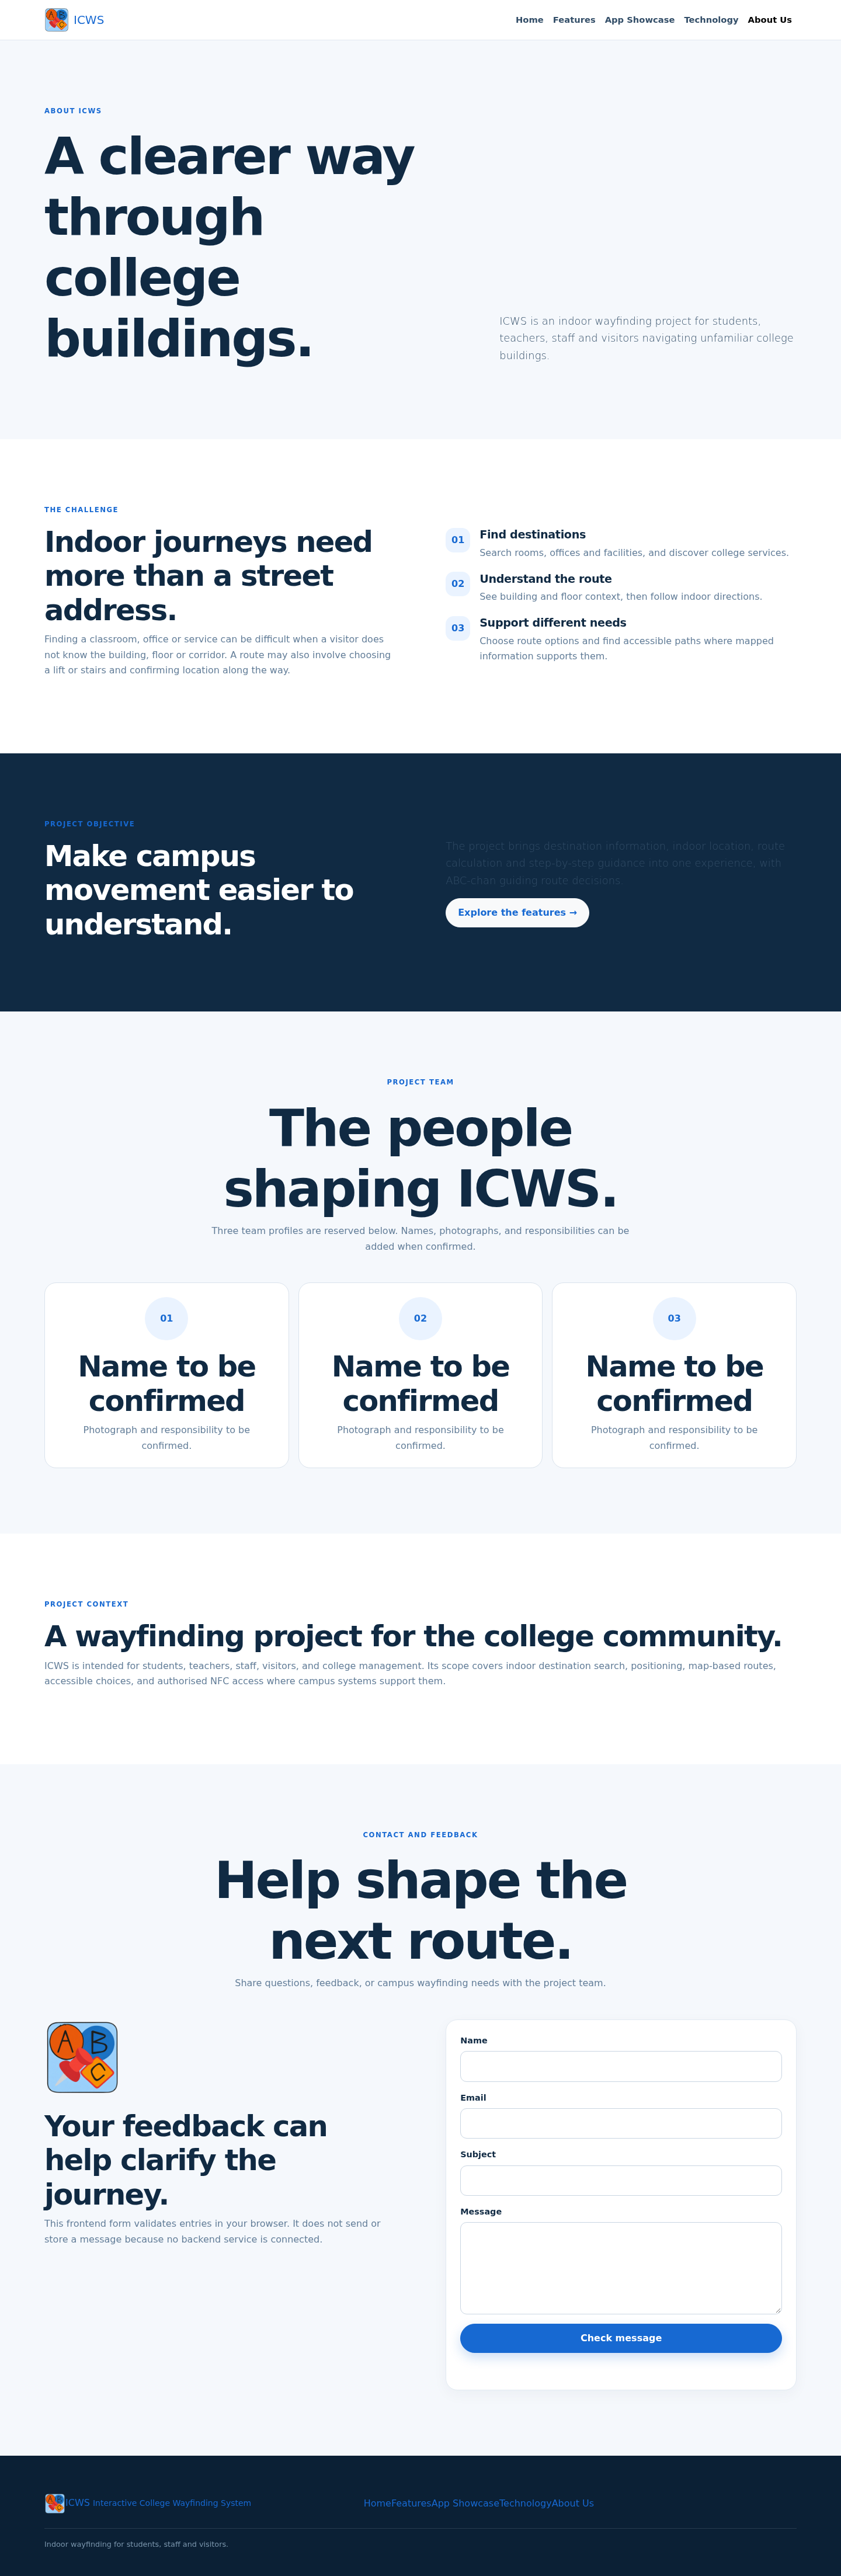 ICWS
Home Features App Showcase Technology About Us
ABOUT ICWS
A clearer way
through
college
buildings.
ICWS is an indoor wayfinding project for students,
teachers, staff and visitors navigating unfamiliar college
buildings.
THE CHALLENGE
Indoor journeys need
more than a street
address.
Finding a classroom, office or service can be difficult when a visitor does
not know the building, floor or corridor. A route may also involve choosing
a lift or stairs and confirming location along the way.
01
Find destinations
Search rooms, offices and facilities, and discover college services.
02
Understand the route
See building and floor context, then follow indoor directions.
03
Support different needs
Choose route options and find accessible paths where mapped
information supports them.
PROJECT OBJECTIVE
Make campus
movement easier to
understand.
The project brings destination information, indoor location, route
calculation and step-by-step guidance into one experience, with
ABC-chan guiding route decisions.
Explore the features →
PROJECT TEAM
The people
shaping ICWS.
Three team profiles are reserved below. Names, photographs, and responsibilities can be
added when confirmed.
01
Name to be
confirmed
Photograph and responsibility to be
confirmed.
02
Name to be
confirmed
Photograph and responsibility to be
confirmed.
03
Name to be
confirmed
Photograph and responsibility to be
confirmed.
PROJECT CONTEXT
A wayfinding project for the college community.
ICWS is intended for students, teachers, staff, visitors, and college management. Its scope covers indoor destination search, positioning, map-based routes,
accessible choices, and authorised NFC access where campus systems support them.
CONTACT AND FEEDBACK
Help shape the
next route.
Share questions, feedback, or campus wayfinding needs with the project team.
A B C
Your feedback can
help clarify the
journey.
This frontend form validates entries in your browser. It does not send or
store a message because no backend service is connected.
Name
Email
Subject
Message
Check message
ICWS Interactive College Wayfinding System
HomeFeaturesApp ShowcaseTechnologyAbout Us
Indoor wayfinding for students, staff and visitors.